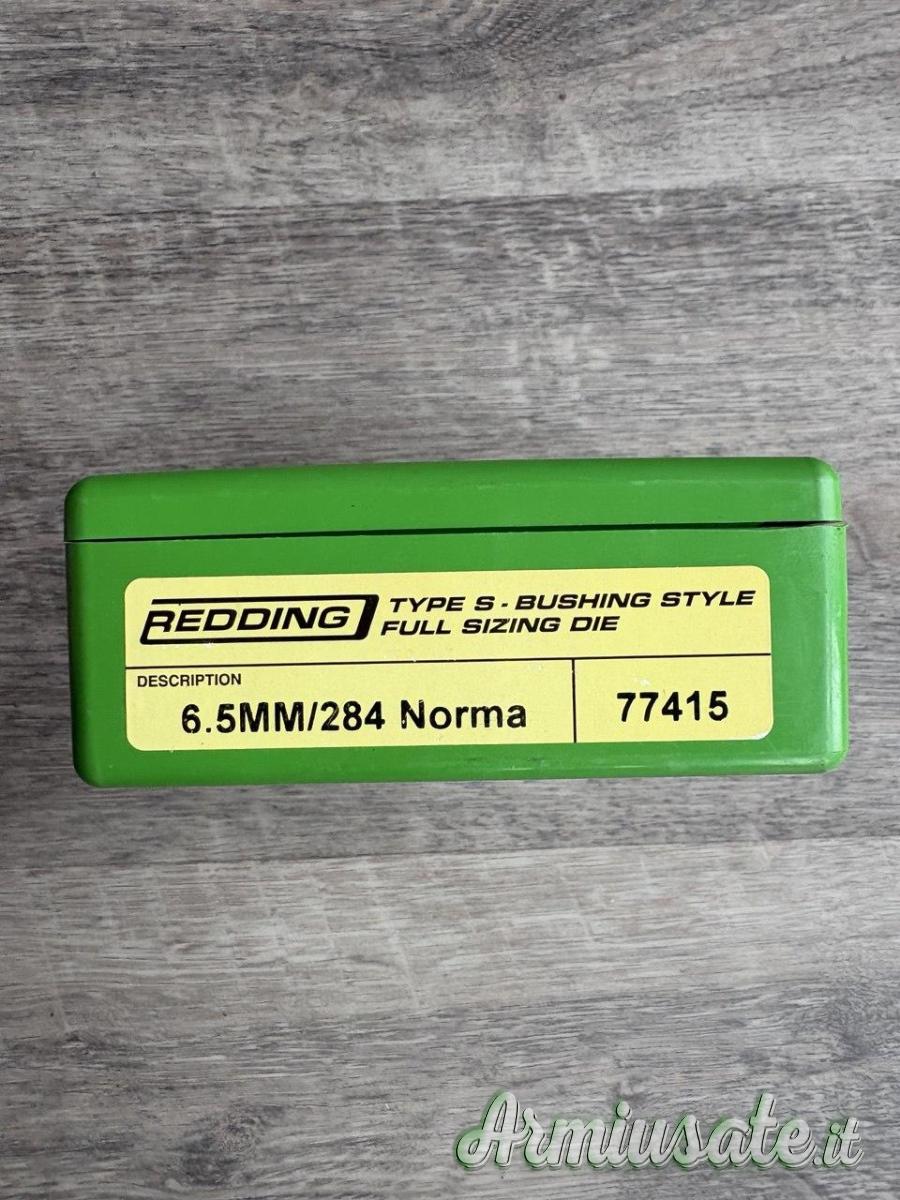 REDDING
TYPE S - BUSHING STYLE
FULL SIZING DIE
DESCRIPTION
6.5MM/284 Norma
77415
Armiusate.it